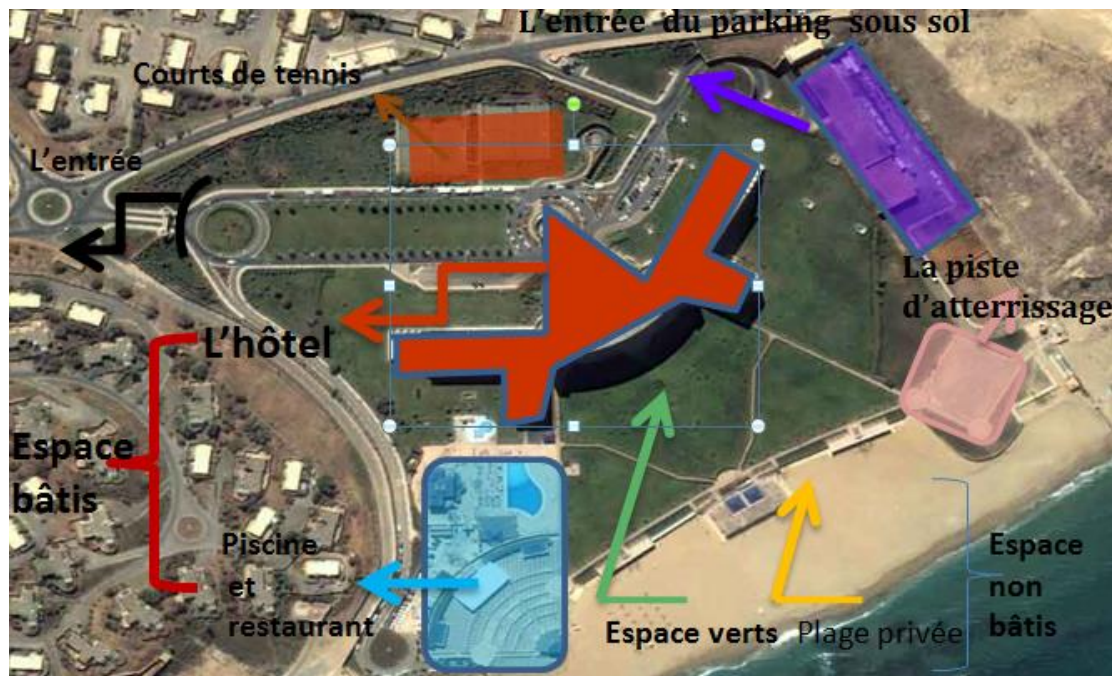 L'entrée du parking sous sol
Courts de tennis
L'entrée
La piste
d'atterrissage
L'hôtel
Espace
bâtis
Piscine
et
restaurant
Espace verts
Plage privée
Espace
non
bâtis